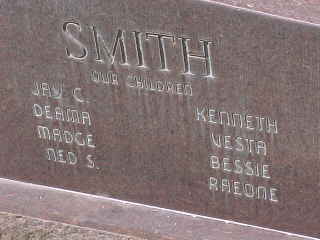 SMITH
OUR CHILDREN
JAY C.
DEAMA
MADGE
NED S.
KENNETH
VESTA
BESSIE
RAEONE